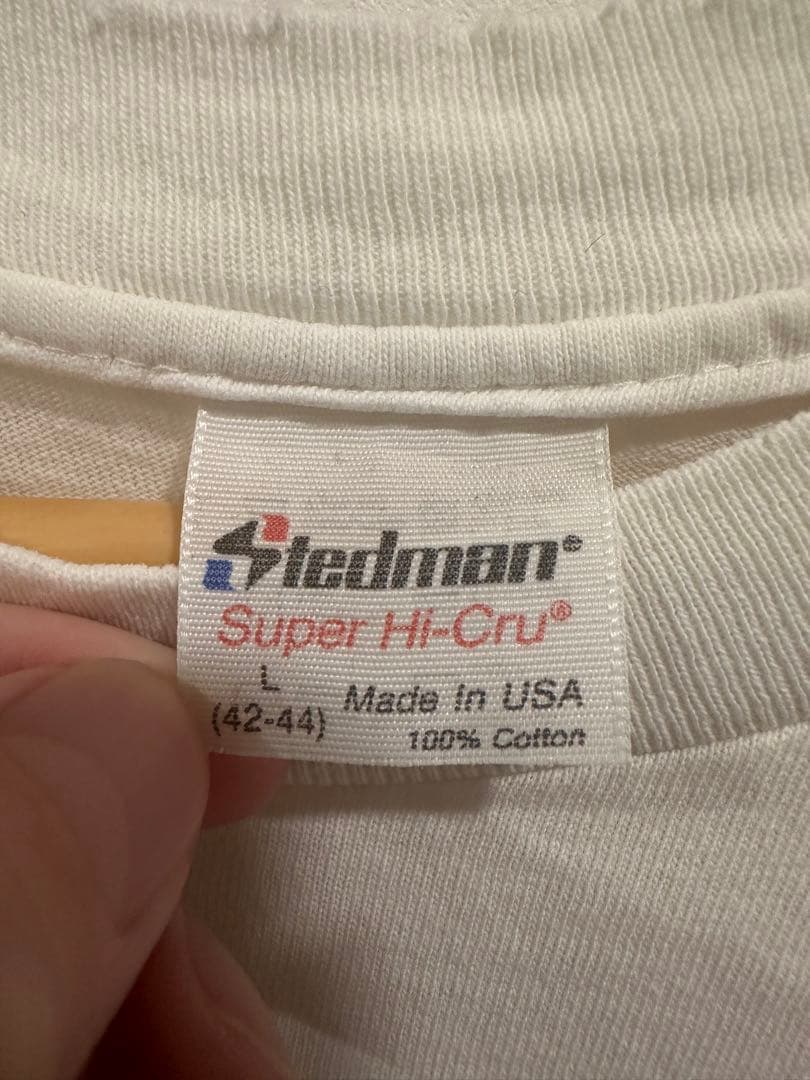 Stedman®
Super Hi-Cru®
L
(42-44)
Made in USA
100% Cotton